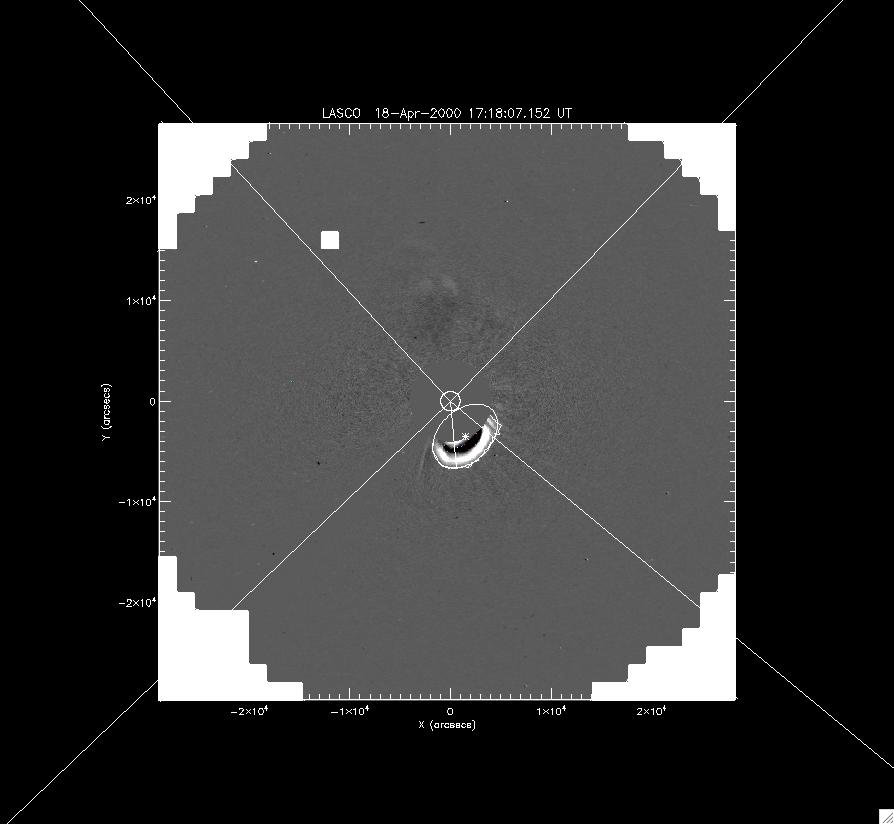 LASCO 18-Apr-2000 17:18:07.152 UT
2×10⁴
1×10⁴
0
−1×10⁴
−2×10⁴
Y (arcsecs)
−2×10⁴ −1×10⁴ 0 1×10⁴ 2×10⁴
X (arcsecs)